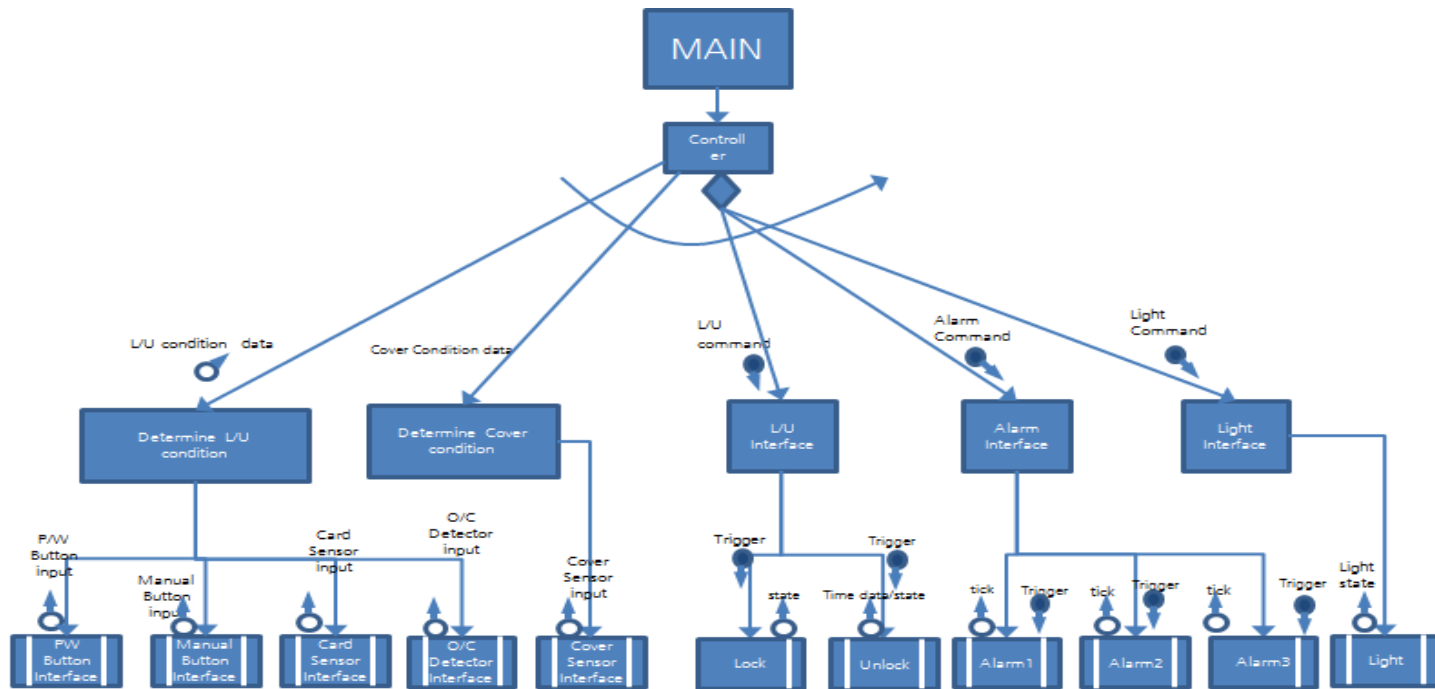 MAIN
Controll
er
L/U condition data
Cover Condition data
L/U
command
Alarm
Command
Light
Command
Determine L/U
condition
Determine Cover
condition
L/U
Interface
Alarm
Interface
Light
Interface
P/W
Button
input
Manual
Button
input
Card
Sensor
input
O/C
Detector
input
Cover
Sensor
input
Trigger
state
Trigger
Time data/state
tick
Trigger
tick
Trigger
tick
Trigger
Light
state
PW
Button
Interface
Manual
Button
Interface
Card
Sensor
Interface
O/C
Detector
Interface
Cover
Sensor
Interface
Lock
Unlock
Alarm1
Alarm2
Alarm3
Light